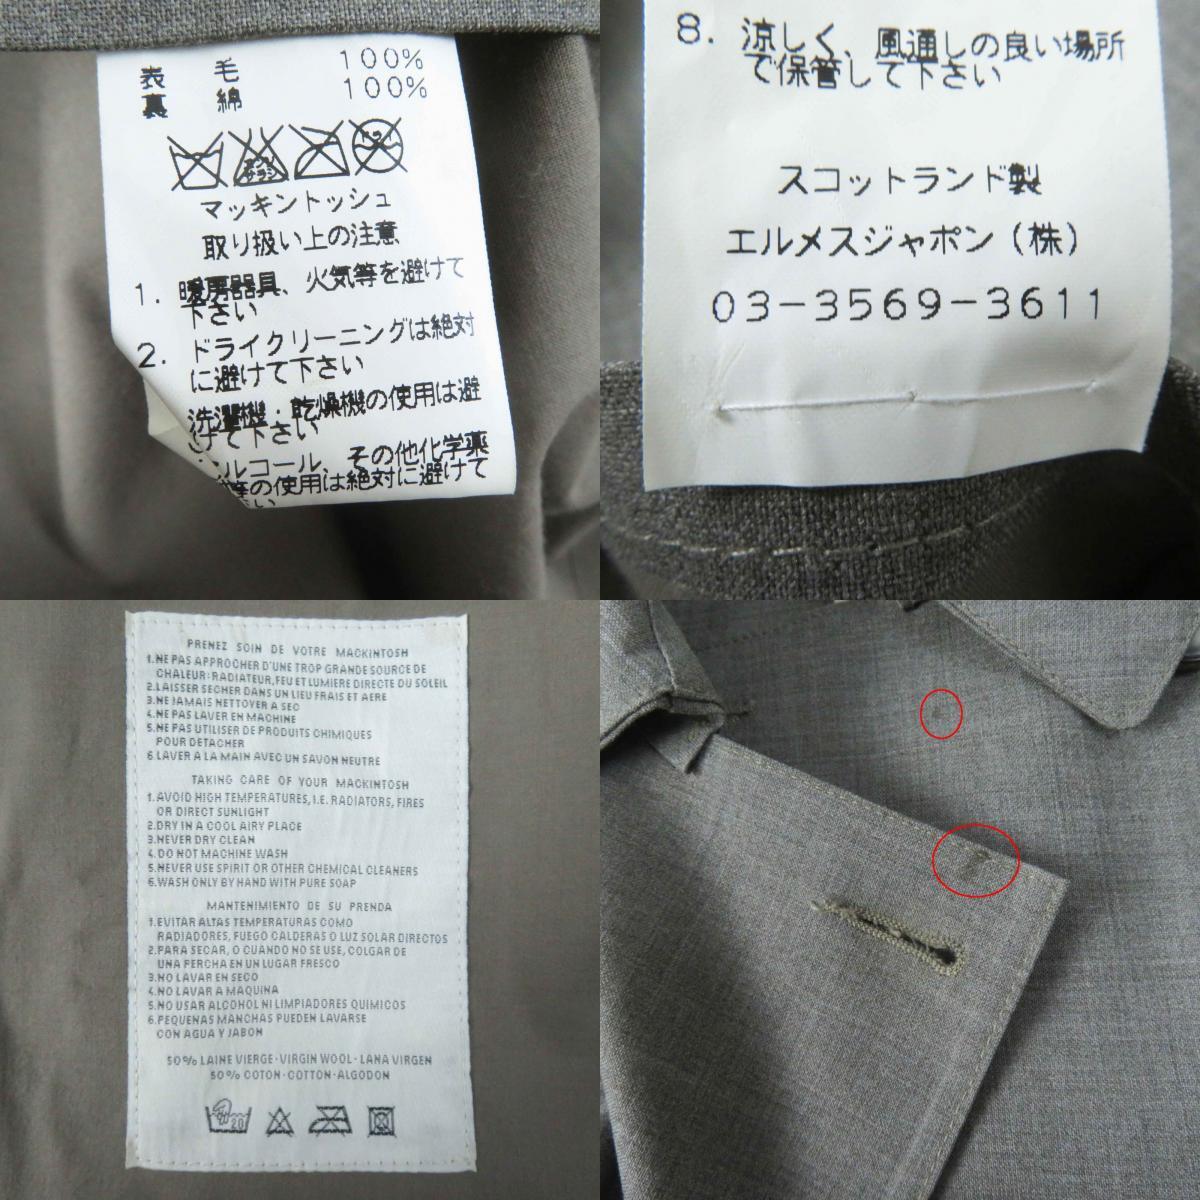 表 毛 100%
裏 綿 100%
マッキントッシュ
取り扱い上の注意
1. 暖房器具、火気等を避けて
下さい
2. ドライクリーニングは絶対
に避けて下さい
洗濯機・乾燥機の使用は避
けて下さい
ルコール、その他化学薬
等の使用は絶対に避けて
さい
8. 涼しく、風通しの良い場所
で保管して下さい
スコットランド製
エルメスジャポン(株)
03-3569-3611
PRENEZ SOIN DE VOTRE MACKINTOSH
1.NE PAS APPROCHER D'UNE TROP GRANDE SOURCE DE
CHALEUR: RADIATEUR, FEU ET LUMIERE DIRECTE DU SOLEIL
2.LAISSER SECHER DANS UN LIEU FRAIS ET AERE
3.NE JAMAIS NETTOYER A SEC
4.NE PAS LAVER EN MACHINE
5.NE PAS UTILISER DE PRODUITS CHIMIQUES
POUR DETACHER
6.LAVER A LA MAIN AVEC UN SAVON NEUTRE
TAKING CARE OF YOUR MACKINTOSH
1.AVOID HIGH TEMPERATURES, I.E. RADIATORS, FIRES
OR DIRECT SUNLIGHT
2.DRY IN A COOL AIRY PLACE
3.NEVER DRY CLEAN
4.DO NOT MACHINE WASH
5.NEVER USE SPIRIT OR OTHER CHEMICAL CLEANERS
6.WASH ONLY BY HAND WITH PURE SOAP
MANTENIMIENTO DE SU PRENDA
1.EVITAR ALTAS TEMPERATURAS COMO
RADIADORES, FUEGO CALDERAS O LUZ SOLAR DIRECTOS
2.PARA SECAR, O CUANDO NO SE USE, COLGAR DE
UNA PERCHA EN UN LUGAR FRESCO
3.NO LAVAR EN SECO
4.NO LAVAR A MAQUINA
5.NO USAR ALCOHOL NI LIMPIADORES QUIMICOS
6.PEQUENAS MANCHAS PUEDEN LAVARSE
CON AGUA Y JABON
50% LAINE VIERGE·VIRGIN WOOL·LANA VIRGEN
50% COTON·COTTON·ALGODON
20